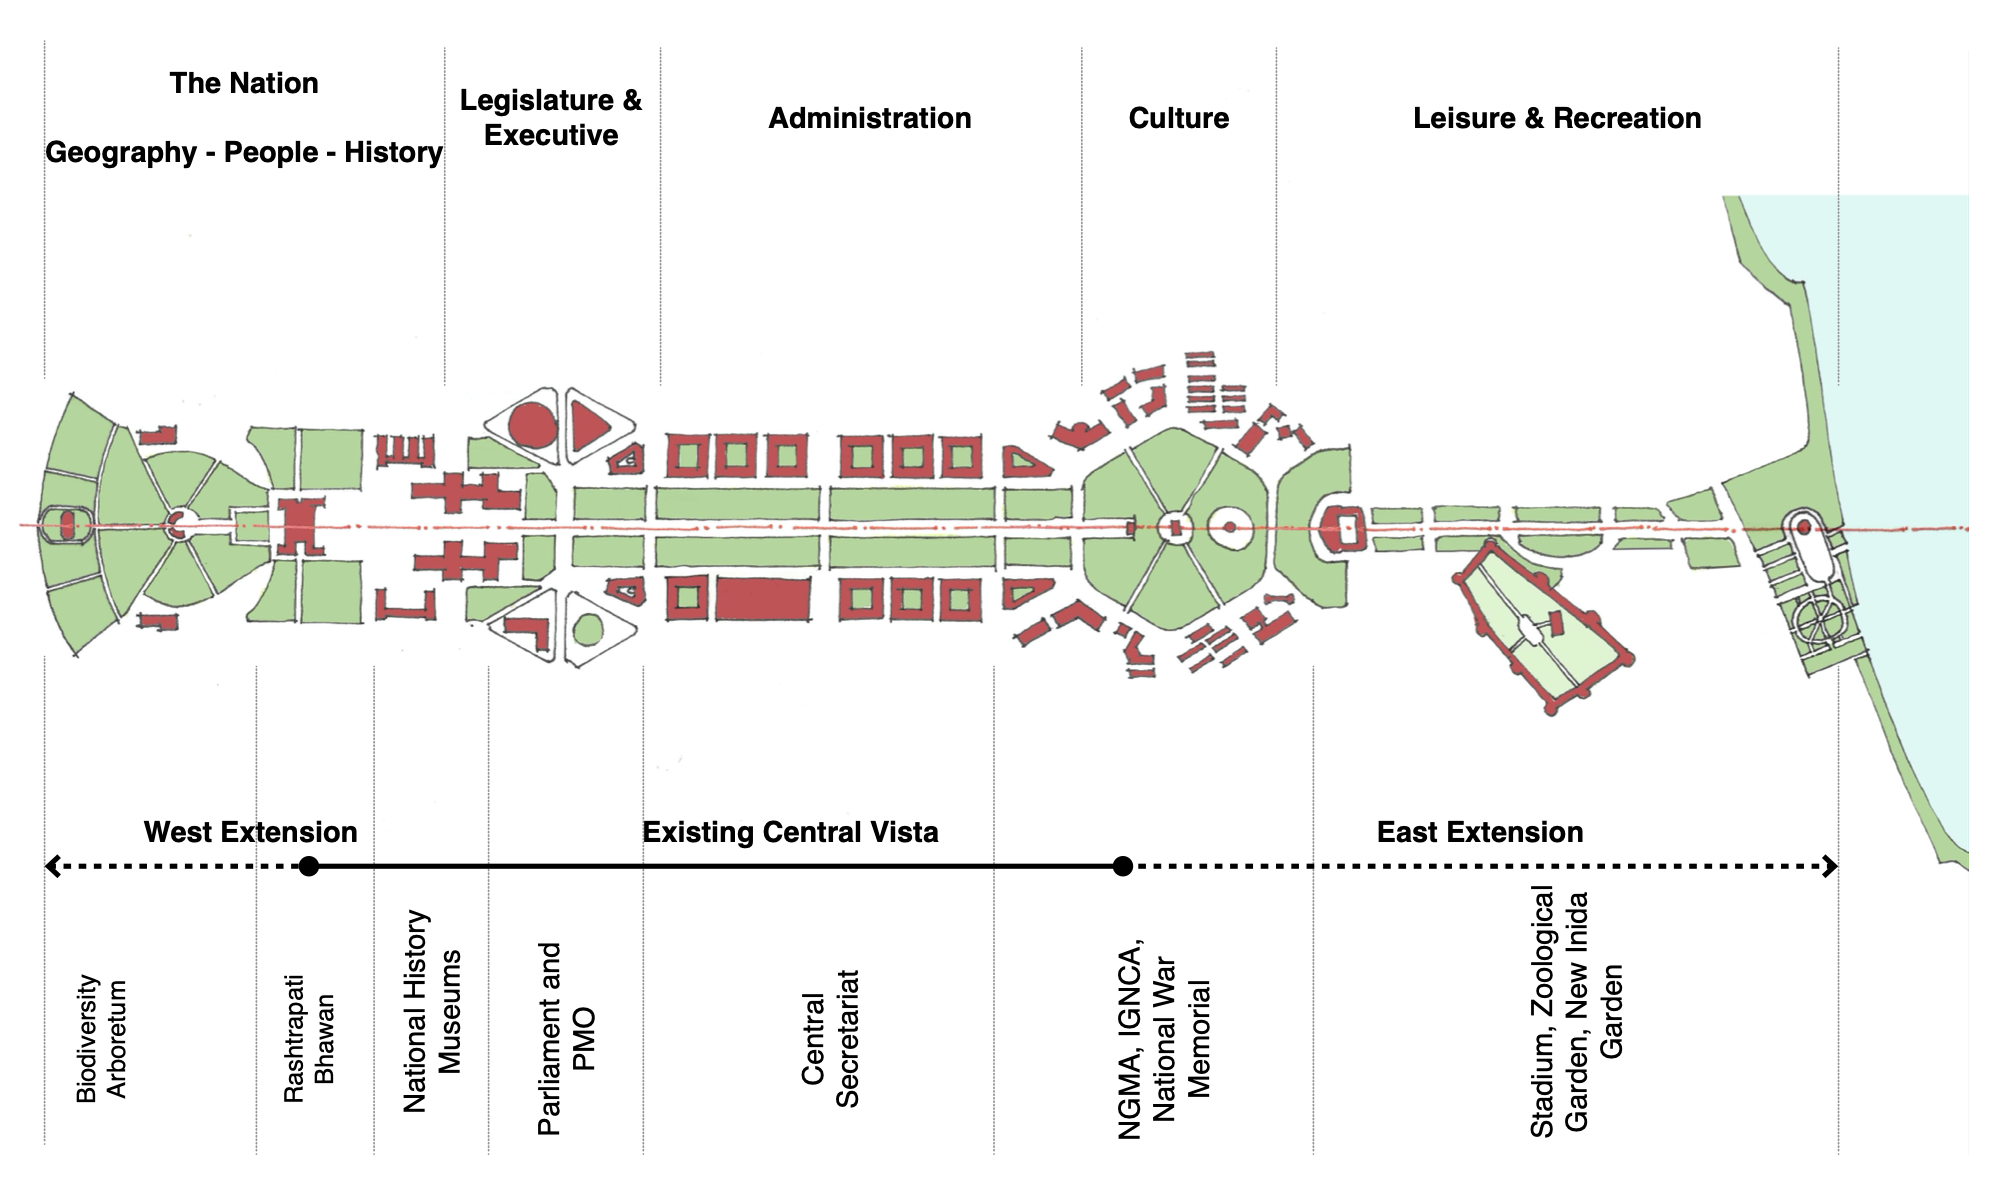 The Nation
Geography - People - History
Legislature &
Executive
Administration
Culture
Leisure & Recreation
West Extension
Existing Central Vista
East Extension
Biodiversity
Arboretum
Rashtrapati
Bhawan
National History
Museums
Parliament and
PMO
Central
Secretariat
NGMA, IGNCA,
National War
Memorial
Stadium, Zoological
Garden, New Inida
Garden